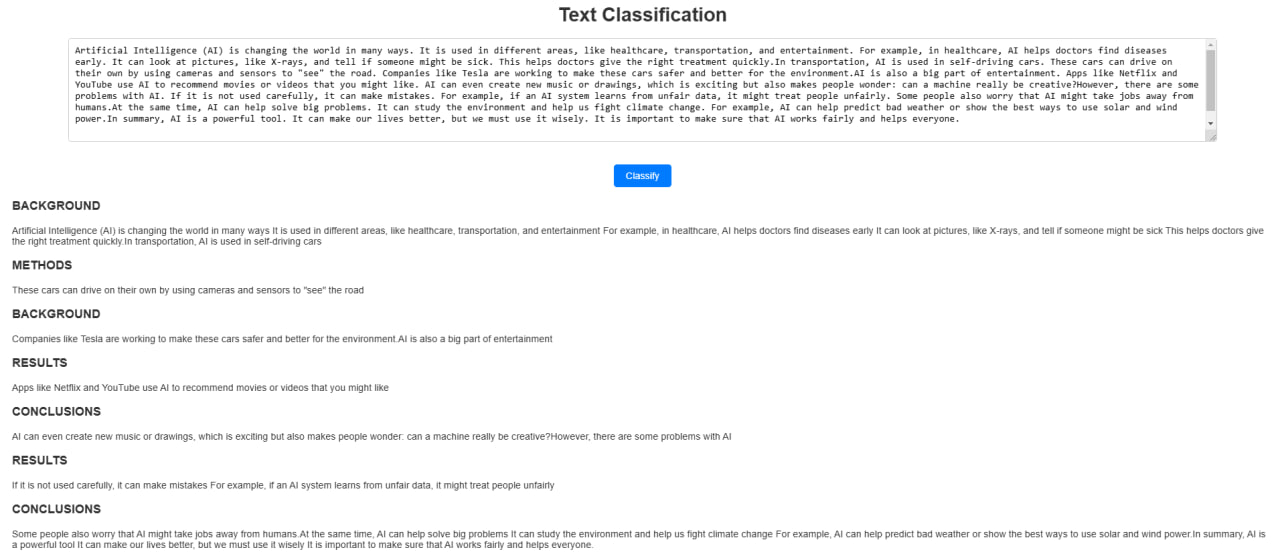 Text Classification
Artificial Intelligence (AI) is changing the world in many ways. It is used in different areas, like healthcare, transportation, and entertainment. For example, in healthcare, AI helps doctors find diseases
early. It can look at pictures, like X-rays, and tell if someone might be sick. This helps doctors give the right treatment quickly.In transportation, AI is used in self-driving cars. These cars can drive on
their own by using cameras and sensors to "see" the road. Companies like Tesla are working to make these cars safer and better for the environment.AI is also a big part of entertainment. Apps like Netflix and
YouTube use AI to recommend movies or videos that you might like. AI can even create new music or drawings, which is exciting but also makes people wonder: can a machine really be creative?However, there are some
problems with AI. If it is not used carefully, it can make mistakes. For example, if an AI system learns from unfair data, it might treat people unfairly. Some people also worry that AI might take jobs away from
humans.At the same time, AI can help solve big problems. It can study the environment and help us fight climate change. For example, AI can help predict bad weather or show the best ways to use solar and wind
power.In summary, AI is a powerful tool. It can make our lives better, but we must use it wisely. It is important to make sure that AI works fairly and helps everyone.
Classify
BACKGROUND
Artificial Intelligence (AI) is changing the world in many ways It is used in different areas, like healthcare, transportation, and entertainment For example, in healthcare, AI helps doctors find diseases early It can look at pictures, like X-rays, and tell if someone might be sick This helps doctors give
the right treatment quickly.In transportation, AI is used in self-driving cars
METHODS
These cars can drive on their own by using cameras and sensors to "see" the road
BACKGROUND
Companies like Tesla are working to make these cars safer and better for the environment.AI is also a big part of entertainment
RESULTS
Apps like Netflix and YouTube use AI to recommend movies or videos that you might like
CONCLUSIONS
AI can even create new music or drawings, which is exciting but also makes people wonder: can a machine really be creative?However, there are some problems with AI
RESULTS
If it is not used carefully, it can make mistakes For example, if an AI system learns from unfair data, it might treat people unfairly
CONCLUSIONS
Some people also worry that AI might take jobs away from humans.At the same time, AI can help solve big problems It can study the environment and help us fight climate change For example, AI can help predict bad weather or show the best ways to use solar and wind power.In summary, AI is
a powerful tool It can make our lives better, but we must use it wisely It is important to make sure that AI works fairly and helps everyone.